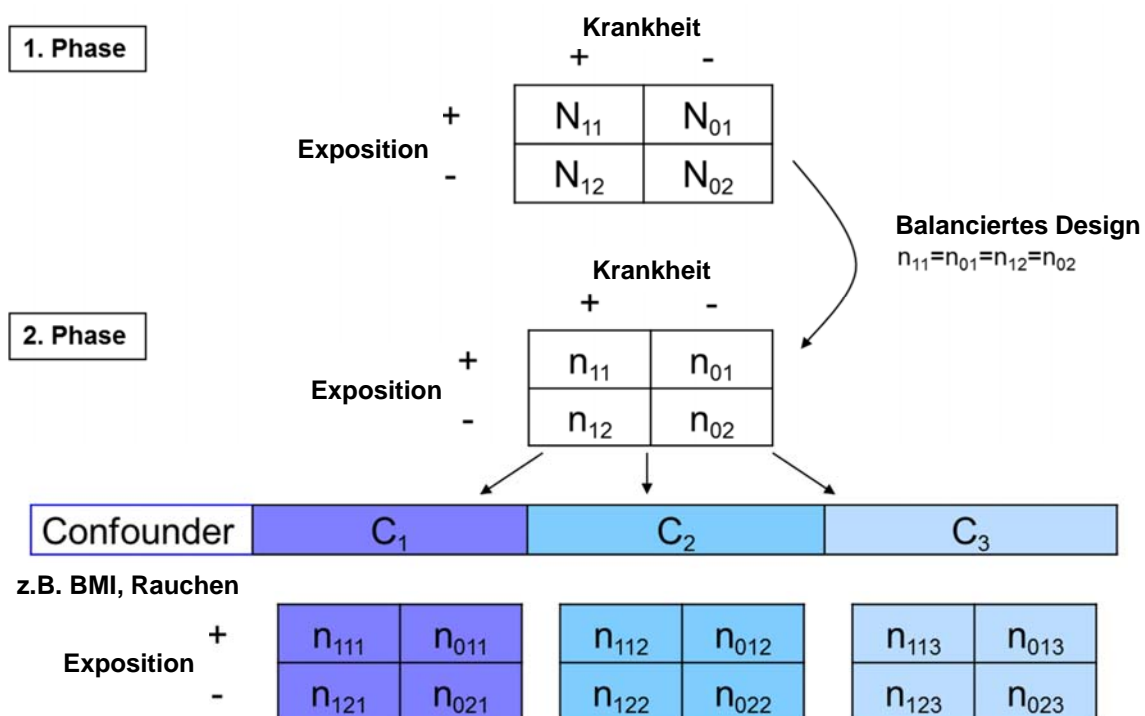 1. Phase
Krankheit
+ -
+ N₁₁ N₀₁
Exposition
- N₁₂ N₀₂
Balanciertes Design
n₁₁=n₀₁=n₁₂=n₀₂
2. Phase
Krankheit
+ -
+ n₁₁ n₀₁
Exposition
- n₁₂ n₀₂
Confounder C₁ C₂ C₃
z.B. BMI, Rauchen
+ n₁₁₁ n₀₁₁ n₁₁₂ n₀₁₂ n₁₁₃ n₀₁₃
Exposition
- n₁₂₁ n₀₂₁ n₁₂₂ n₀₂₂ n₁₂₃ n₀₂₃